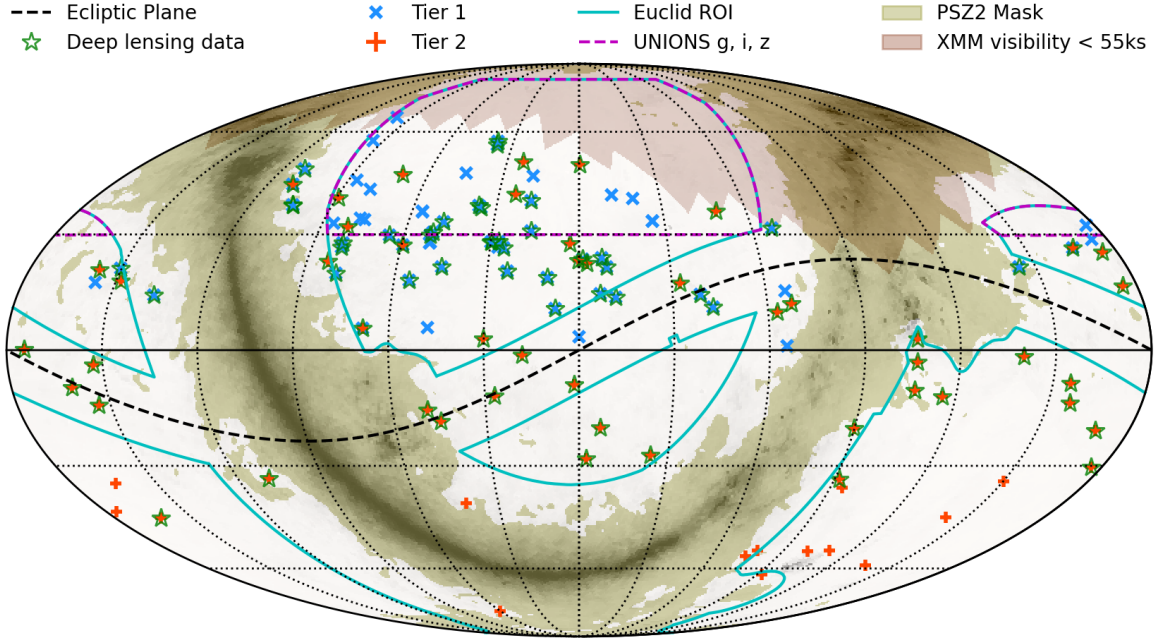 Ecliptic Plane
Deep lensing data
Tier 1
Tier 2
Euclid ROI
UNIONS g, i, z
PSZ2 Mask
XMM visibility < 55ks